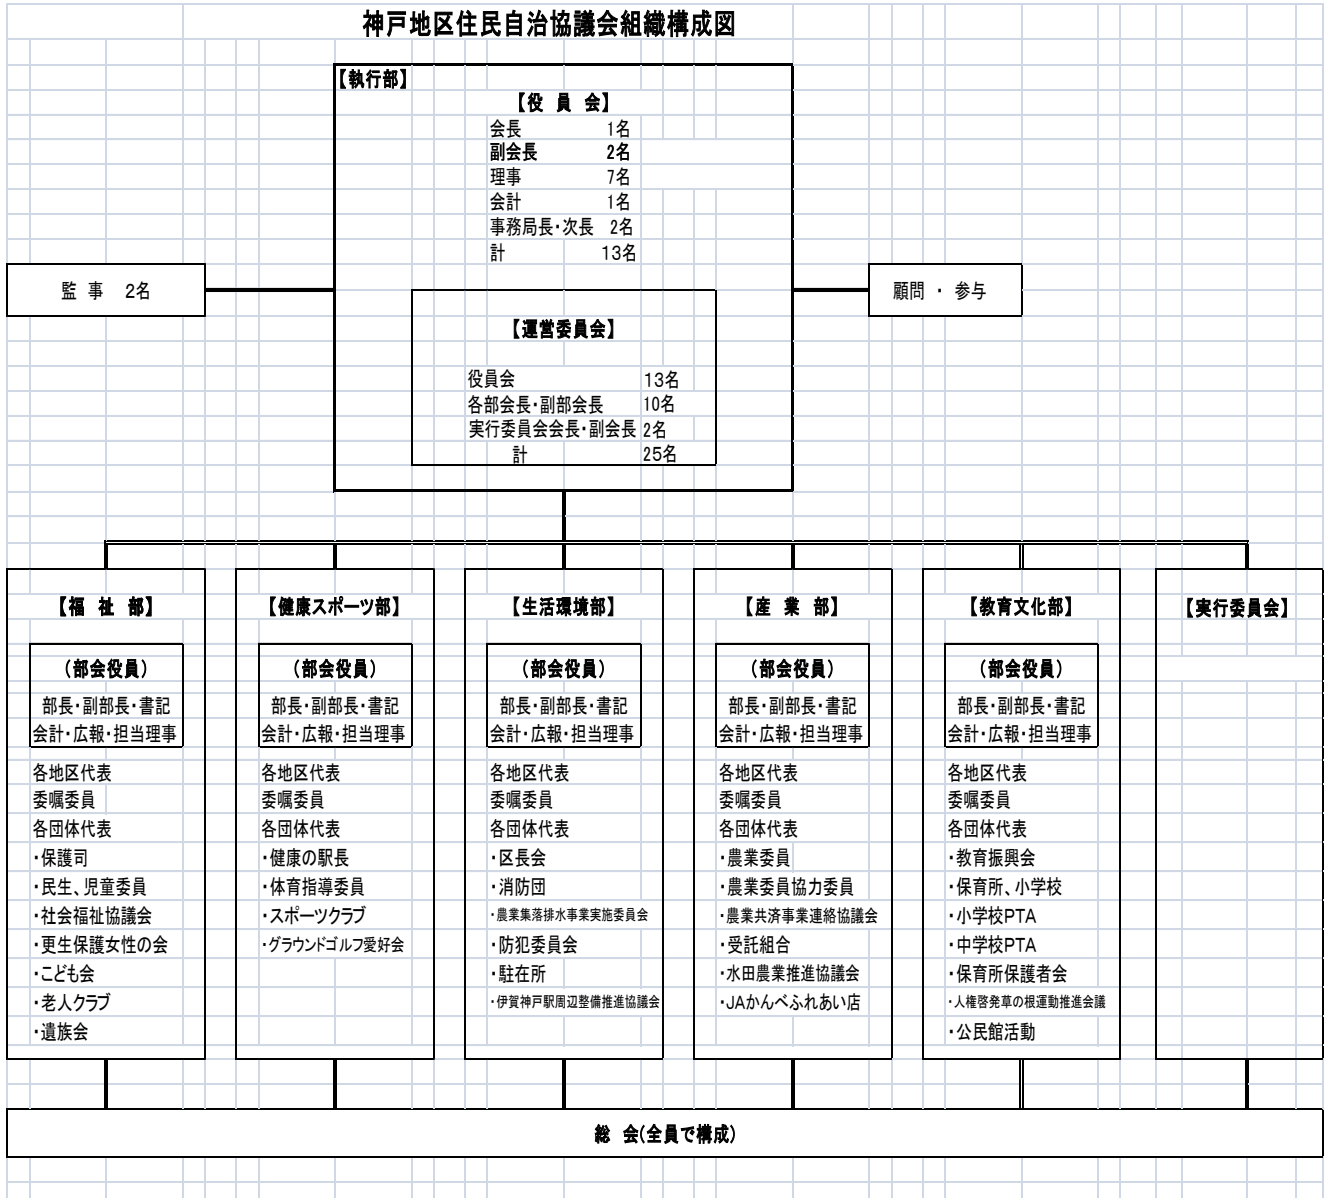 神戸地区住民自治協議会組織構成図
【執行部】
【役 員 会】
会長 1名
副会長 2名
理事 7名
会計 1名
事務局長・次長 2名
計 13名
監 事 2名
顧問 ・ 参与
【運営委員会】
役員会 13名
各部会長・副部会長 10名
実行委員会会長・副会長 2名
計 25名
【福 祉 部】
(部会役員)
部長・副部長・書記
会計・広報・担当理事
各地区代表
委嘱委員
各団体代表
・保護司
・民生、児童委員
・社会福祉協議会
・更生保護女性の会
・こども会
・老人クラブ
・遺族会
【健康スポーツ部】
(部会役員)
部長・副部長・書記
会計・広報・担当理事
各地区代表
委嘱委員
各団体代表
・健康の駅長
・体育指導委員
・スポーツクラブ
・グラウンドゴルフ愛好会
【生活環境部】
(部会役員)
部長・副部長・書記
会計・広報・担当理事
各地区代表
委嘱委員
各団体代表
・区長会
・消防団
・農業集落排水事業実施委員会
・防犯委員会
・駐在所
・伊賀神戸駅周辺整備推進協議会
【産 業 部】
(部会役員)
部長・副部長・書記
会計・広報・担当理事
各地区代表
委嘱委員
各団体代表
・農業委員
・農業委員協力委員
・農業共済事業連絡協議会
・受託組合
・水田農業推進協議会
・JAかんべふれあい店
【教育文化部】
(部会役員)
部長・副部長・書記
会計・広報・担当理事
各地区代表
委嘱委員
各団体代表
・教育振興会
・保育所、小学校
・小学校PTA
・中学校PTA
・保育所保護者会
・人権啓発草の根運動推進会議
・公民館活動
【実行委員会】
総 会(全員で構成)